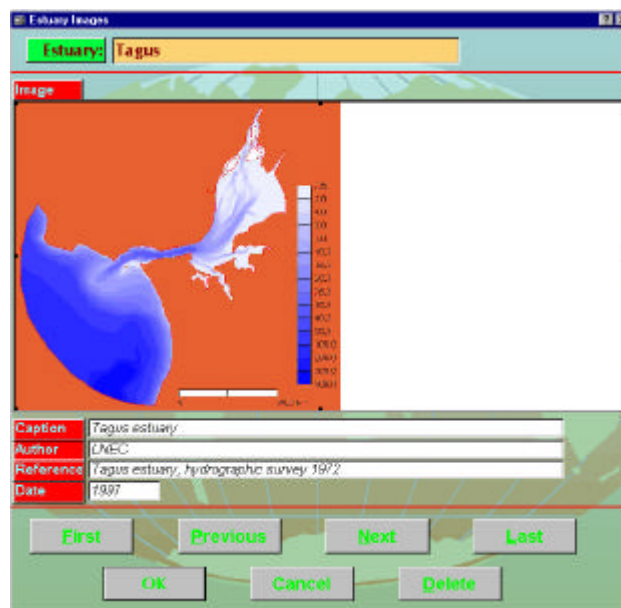 Estuary Images
Estuary: Tagus
Image
Caption Tagus estuary
Author LNEC
Reference Tagus estuary, hydrographic survey 1972
Date 1997
First Previous Next Last
OK Cancel Delete